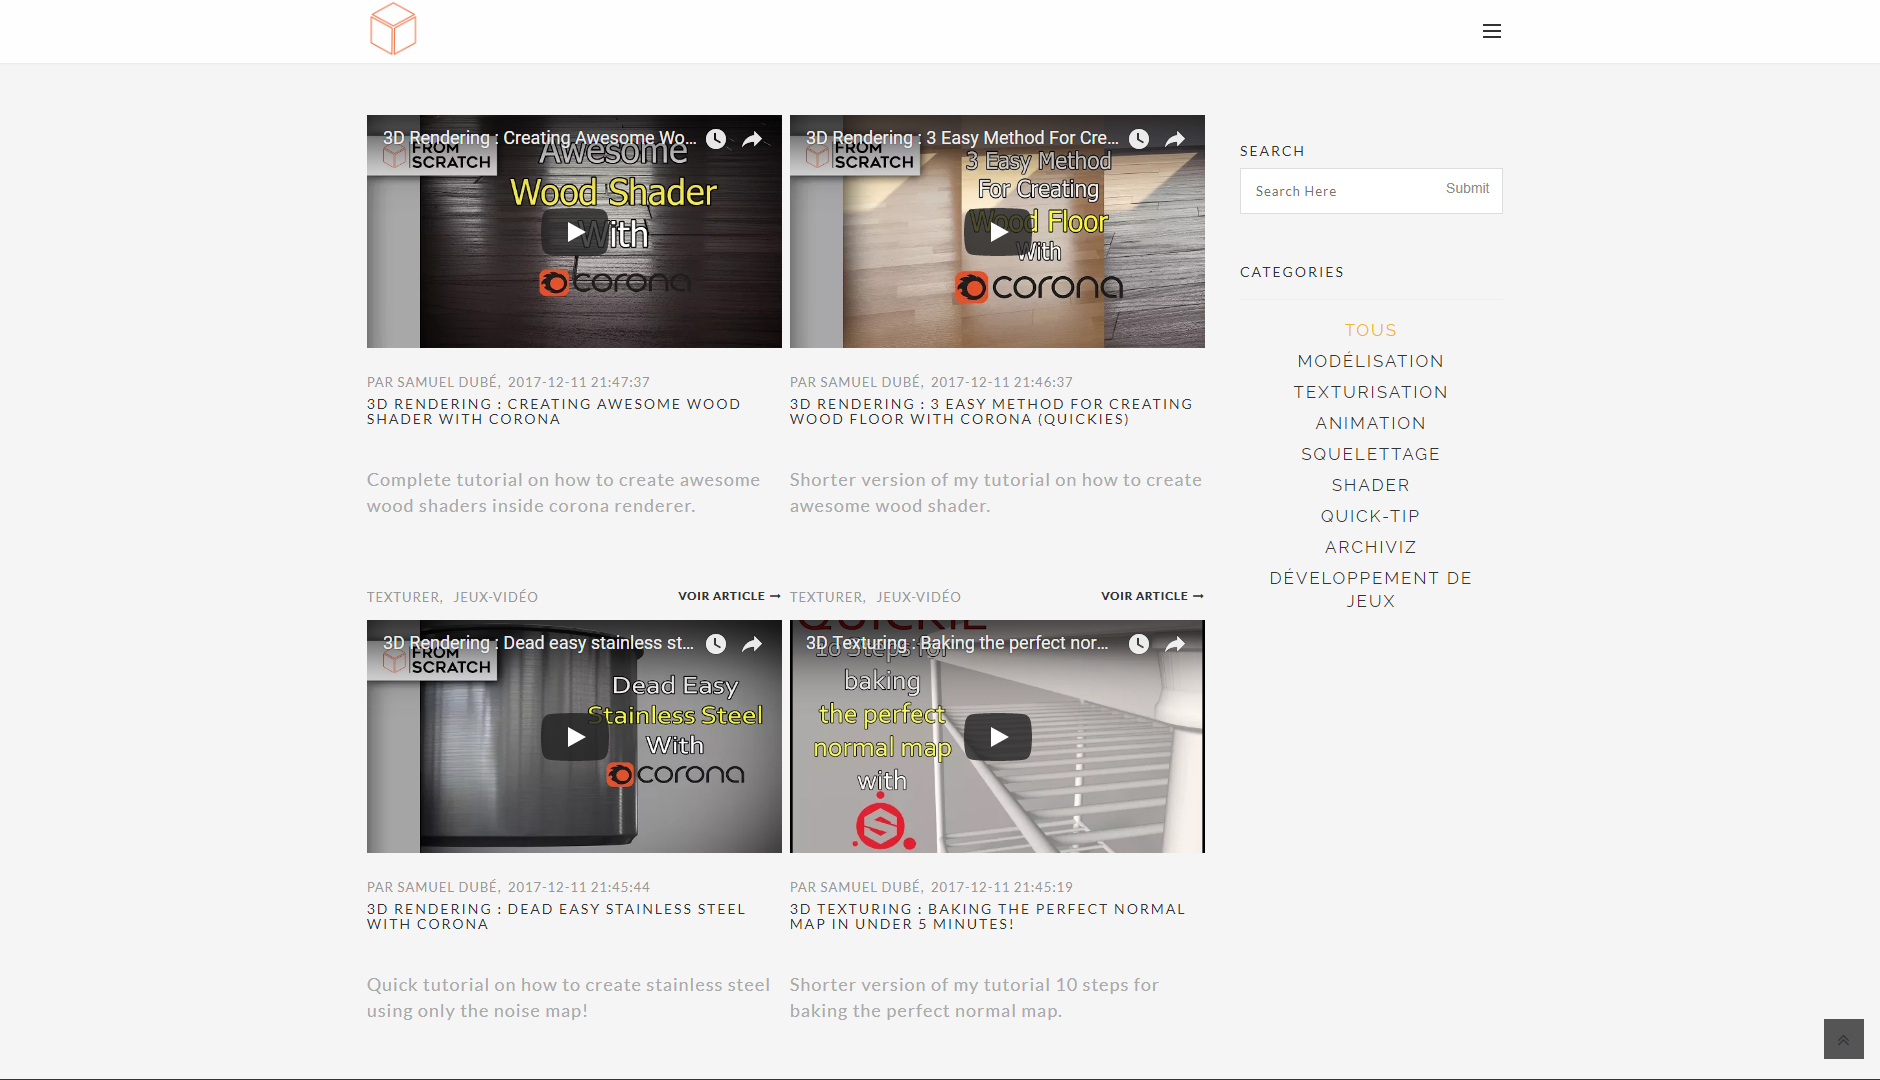 3D Rendering : Creating Awesome Wo...
FROM
SCRATCH
Awesome
Wood Shader
With
corona
3D Rendering : 3 Easy Method For Cre...
FROM
SCRATCH
3 Easy Method
For Creating
Wood Floor
With
corona
PAR SAMUEL DUBÉ, 2017-12-11 21:47:37
3D RENDERING : CREATING AWESOME WOOD
SHADER WITH CORONA
Complete tutorial on how to create awesome
wood shaders inside corona renderer.
TEXTURER, JEUX-VIDÉO
VOIR ARTICLE
PAR SAMUEL DUBÉ, 2017-12-11 21:46:37
3D RENDERING : 3 EASY METHOD FOR CREATING
WOOD FLOOR WITH CORONA (QUICKIES)
Shorter version of my tutorial on how to create
awesome wood shader.
TEXTURER, JEUX-VIDÉO
VOIR ARTICLE
3D Rendering : Dead easy stainless st...
FROM
SCRATCH
Dead Easy
Stainless Steel
With
corona
3D Texturing : Baking the perfect nor...
QUICKIE
10 Steps for
baking
the perfect
normal map
with
PAR SAMUEL DUBÉ, 2017-12-11 21:45:44
3D RENDERING : DEAD EASY STAINLESS STEEL
WITH CORONA
Quick tutorial on how to create stainless steel
using only the noise map!
PAR SAMUEL DUBÉ, 2017-12-11 21:45:19
3D TEXTURING : BAKING THE PERFECT NORMAL
MAP IN UNDER 5 MINUTES!
Shorter version of my tutorial 10 steps for
baking the perfect normal map.
SEARCH
Search Here
Submit
CATEGORIES
TOUS
MODÉLISATION
TEXTURISATION
ANIMATION
SQUELETTAGE
SHADER
QUICK-TIP
ARCHIVIZ
DÉVELOPPEMENT DE
JEUX